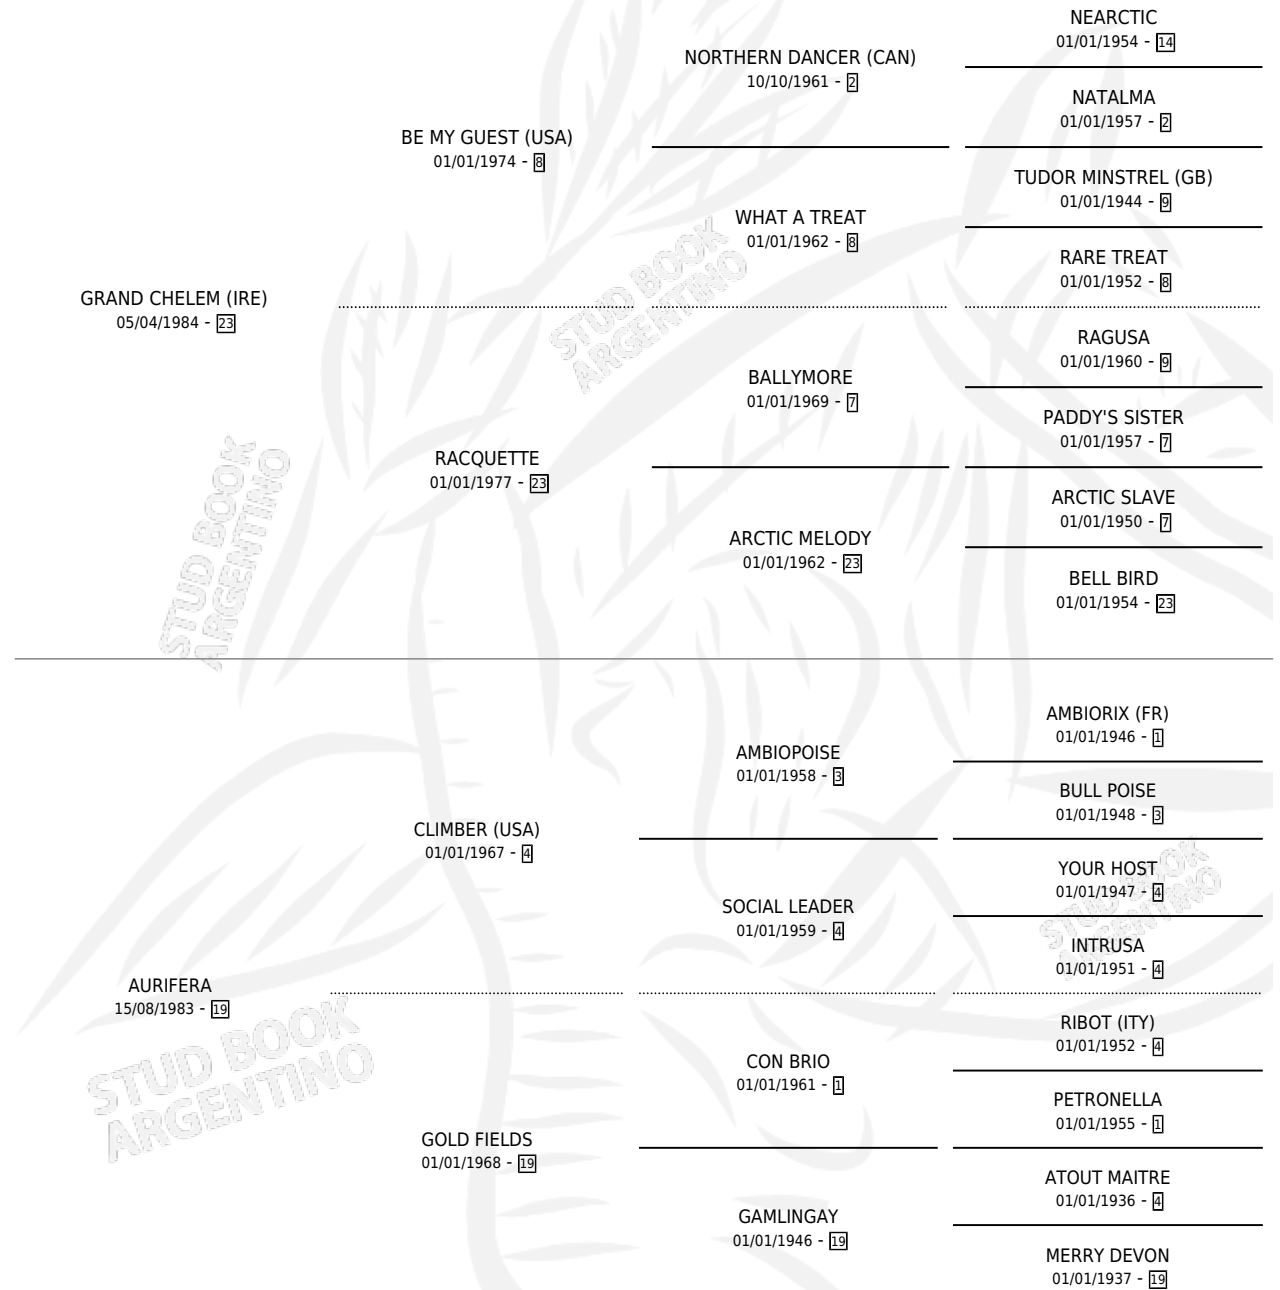 NEARCTIC
01/01/1954 - 14
NORTHERN DANCER (CAN)
10/10/1961 - 2
NATALMA
01/01/1957 - 2
BE MY GUEST (USA)
01/01/1974 - 8
TUDOR MINSTREL (GB)
01/01/1944 - 9
WHAT A TREAT
01/01/1962 - 8
RARE TREAT
01/01/1952 - 8
GRAND CHELEM (IRE)
05/04/1984 - 23
RAGUSA
01/01/1960 - 9
BALLYMORE
01/01/1969 - 7
PADDY'S SISTER
01/01/1957 - 7
RACQUETTE
01/01/1977 - 23
ARCTIC SLAVE
01/01/1950 - 7
ARCTIC MELODY
01/01/1962 - 23
BELL BIRD
01/01/1954 - 23
AMBIORIX (FR)
01/01/1946 - 1
AMBIOPOISE
01/01/1958 - 3
BULL POISE
01/01/1948 - 3
CLIMBER (USA)
01/01/1967 - 4
YOUR HOST
01/01/1947 - 4
SOCIAL LEADER
01/01/1959 - 4
INTRUSA
01/01/1951 - 4
AURIFERA
15/08/1983 - 19
RIBOT (ITY)
01/01/1952 - 4
CON BRIO
01/01/1961 - 1
PETRONELLA
01/01/1955 - 1
GOLD FIELDS
01/01/1968 - 19
ATOUT MAITRE
01/01/1936 - 4
GAMLINGAY
01/01/1946 - 19
MERRY DEVON
01/01/1937 - 19
STUD BOOK
ARGENTINO
STUD BOOK
ARGENTINO
STUD BOOK
ARGENTINO
STUD BOOK
ARGENTINO